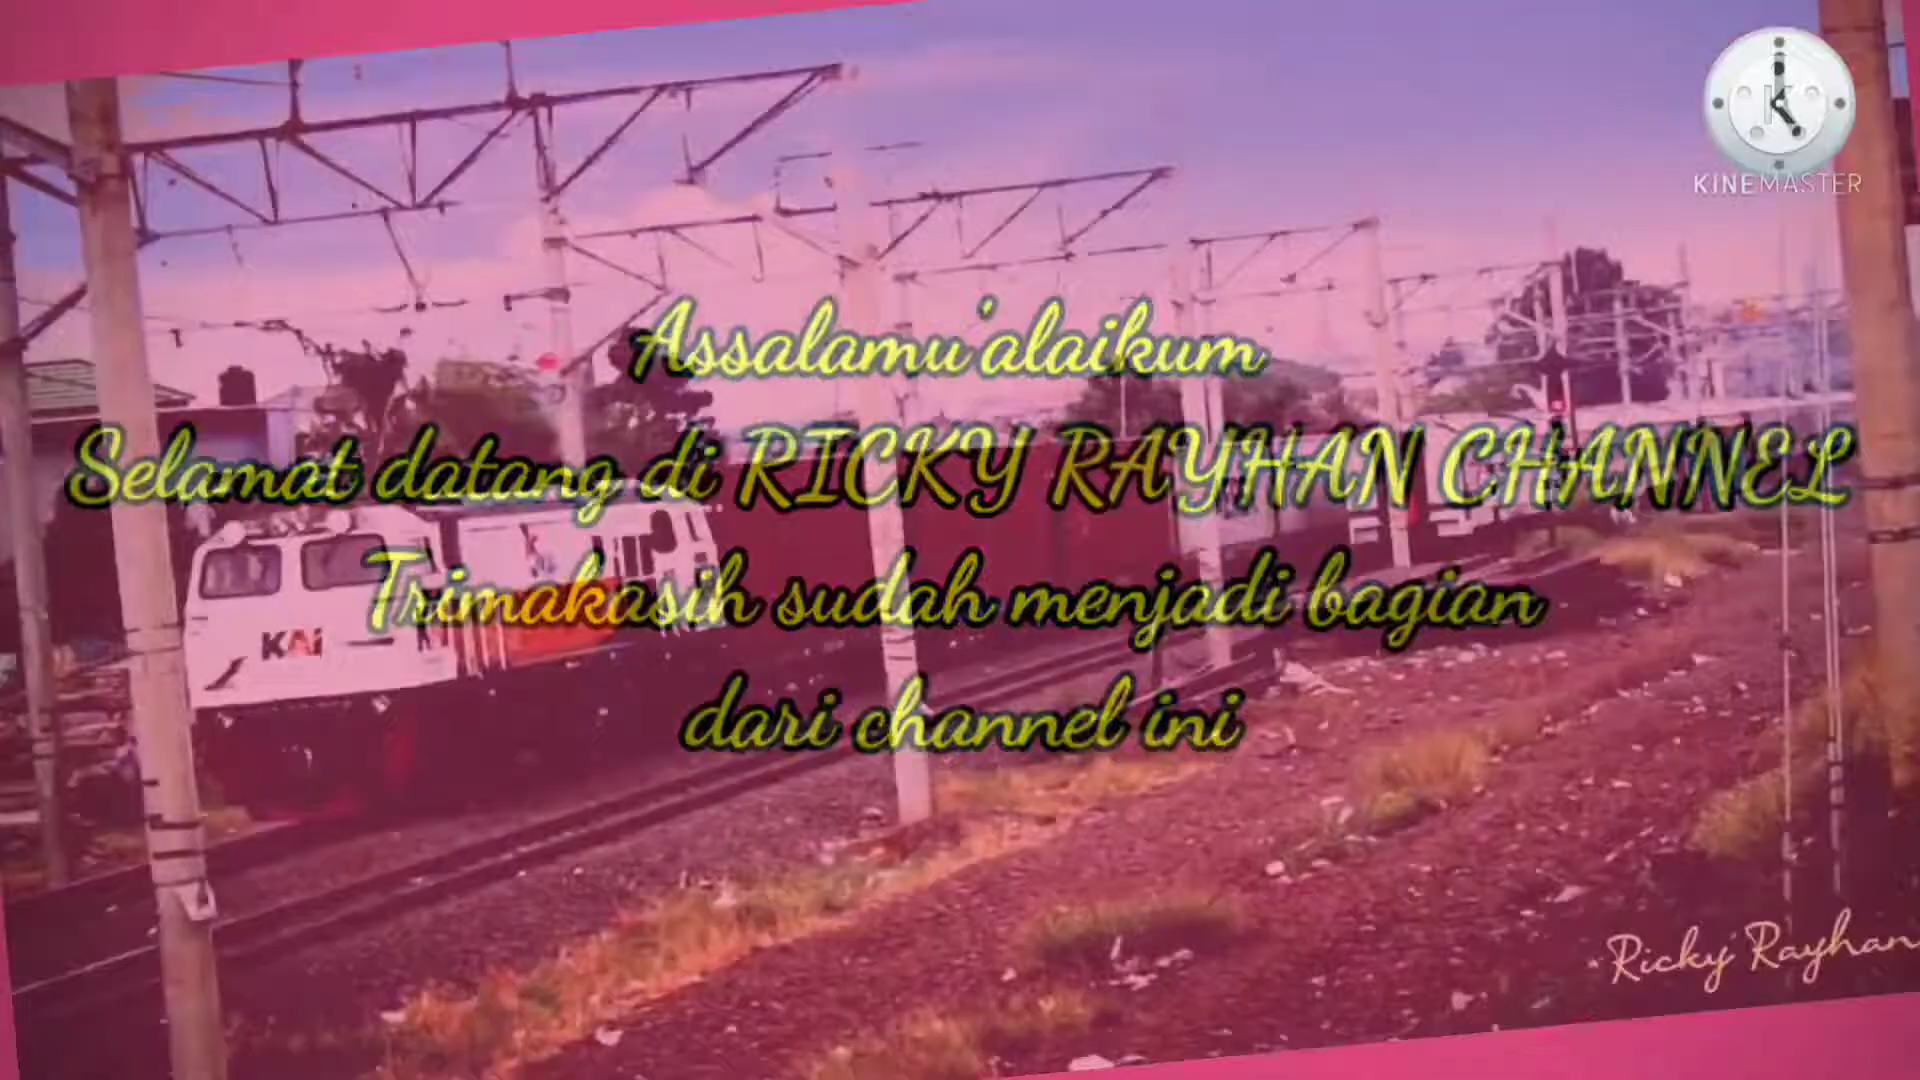 KINEMASTER
Assalamu'alaikum
Selamat datang di RICKY RAYHAN CHANNEL
Trimakasih sudah menjadi bagian
dari channel ini
KAi
Ricky Rayhan